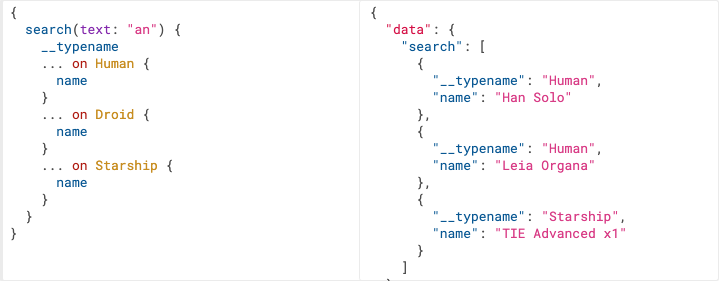 {
  search(text: "an") {
    __typename
    ... on Human {
      name
    }
    ... on Droid {
      name
    }
    ... on Starship {
      name
    }
  }
}
{
  "data": {
    "search": [
      {
        "__typename": "Human",
        "name": "Han Solo"
      },
      {
        "__typename": "Human",
        "name": "Leia Organa"
      },
      {
        "__typename": "Starship",
        "name": "TIE Advanced x1"
      }
    ]